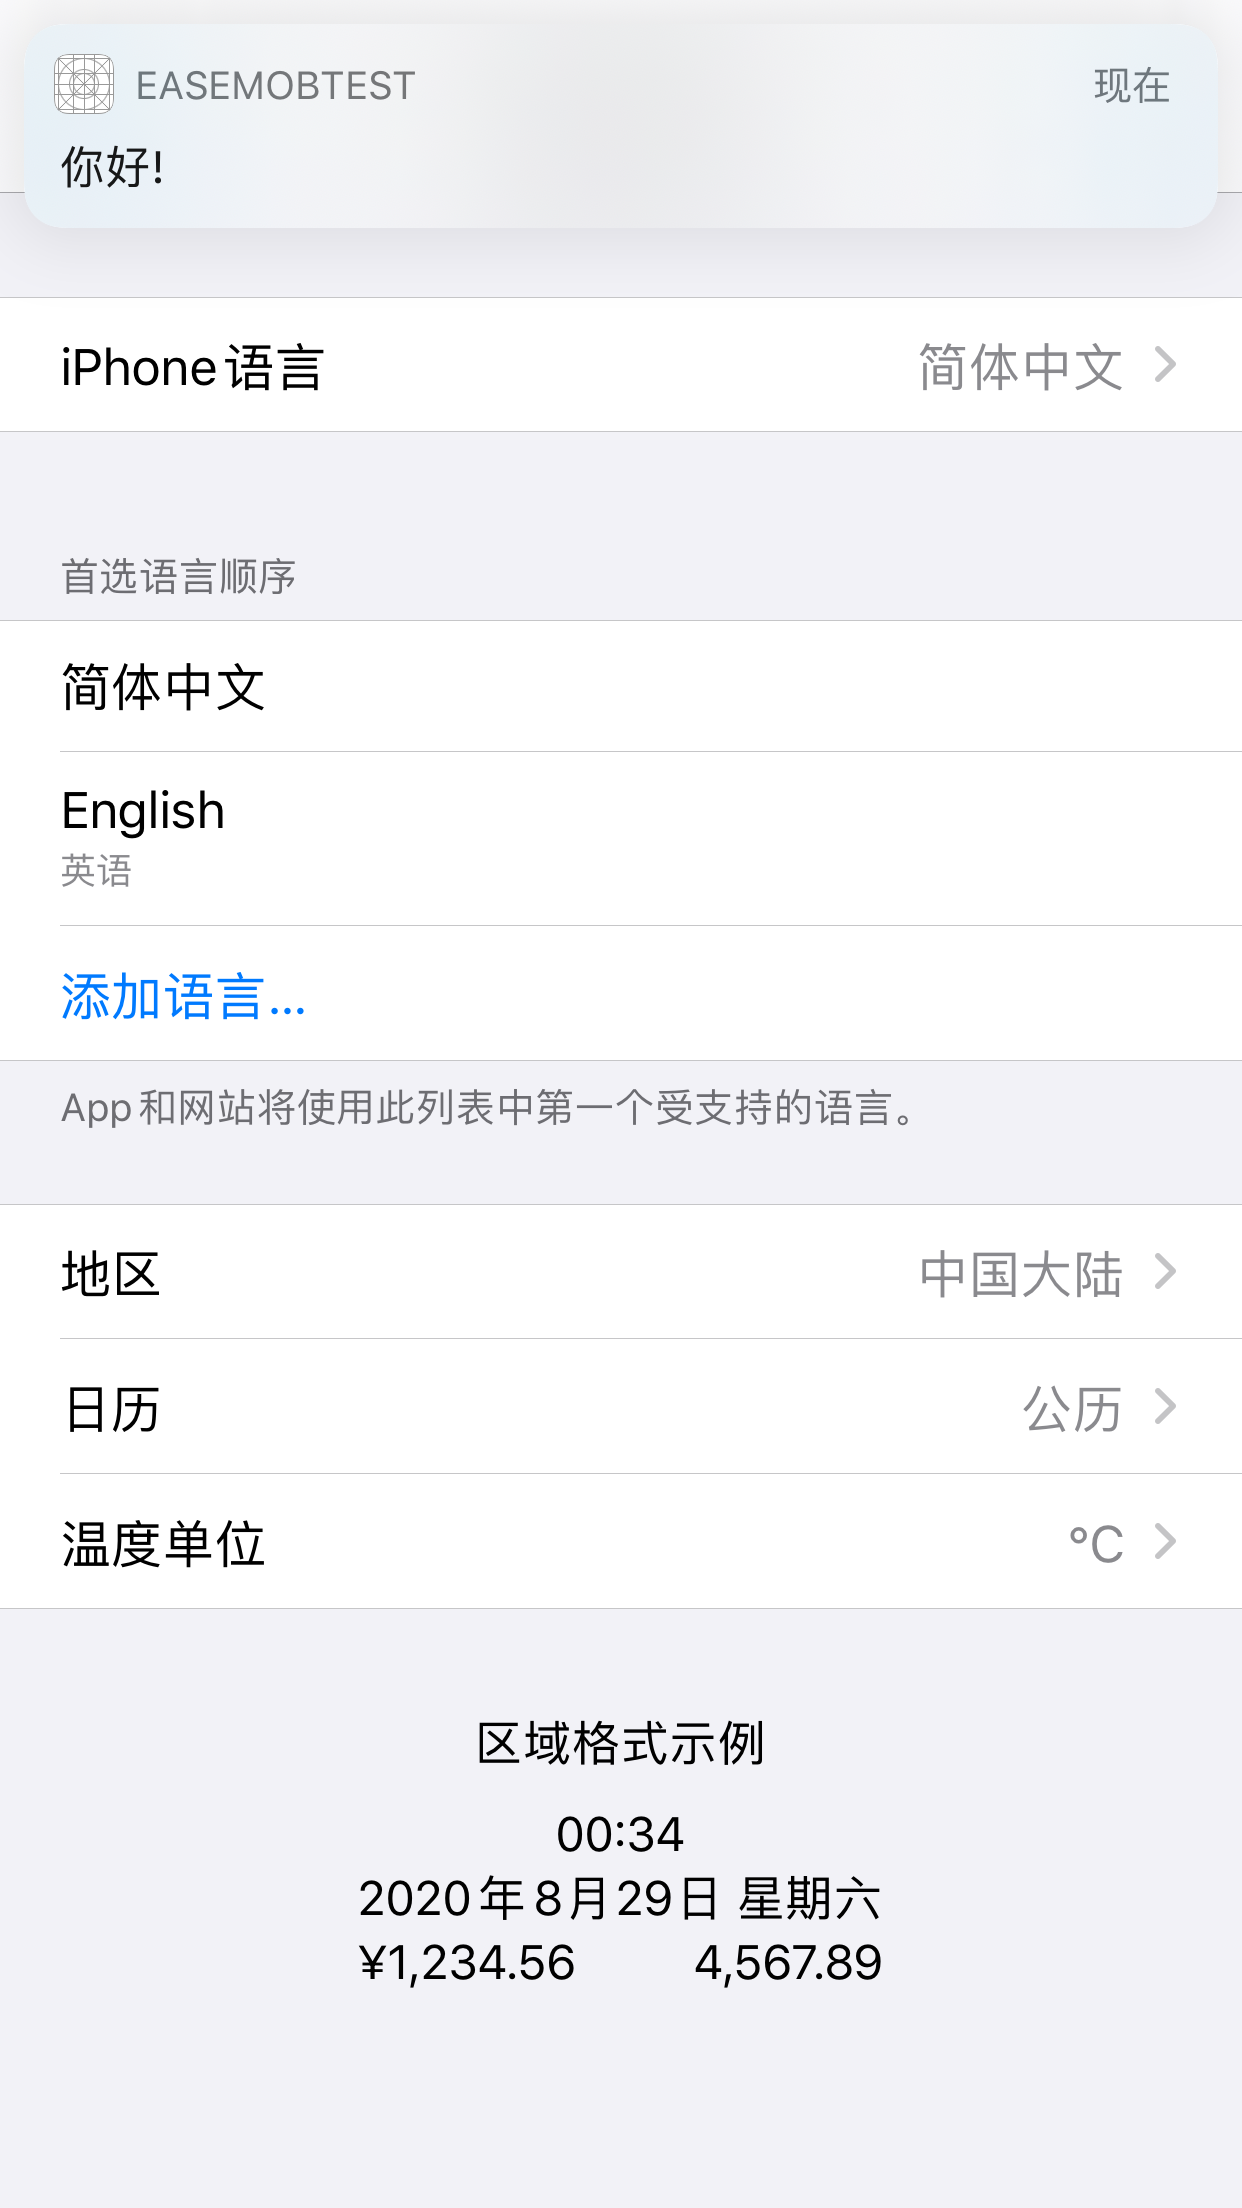 EASEMOBTEST 现在
你好!
iPhone语言 简体中文
首选语言顺序
简体中文
English
英语
添加语言...
App和网站将使用此列表中第一个受支持的语言。
地区 中国大陆
日历 公历
温度单位 °C
区域格式示例
00:34
2020年8月29日 星期六
¥1,234.56 4,567.89